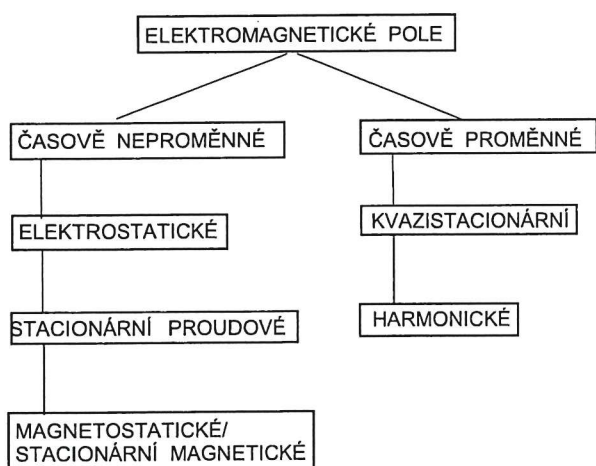 ELEKTROMAGNETICKÉ POLE
ČASOVĚ NEPROMĚNNÉ
ČASOVĚ PROMĚNNÉ
ELEKTROSTATICKÉ
KVAZISTACIONÁRNÍ
STACIONÁRNÍ PROUDOVÉ
HARMONICKÉ
MAGNETOSTATICKÉ/
STACIONÁRNÍ MAGNETICKÉ